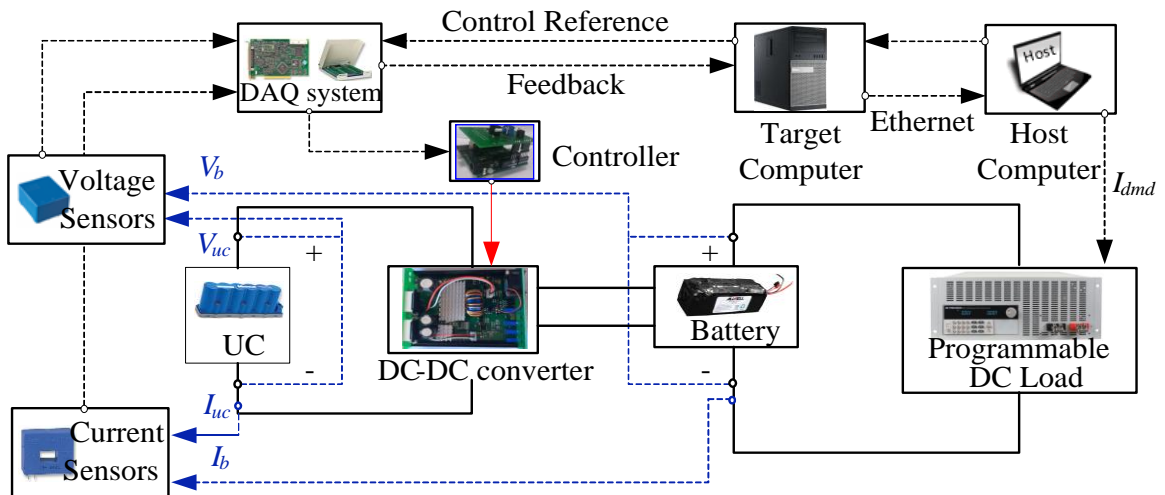 Control Reference
Feedback
DAQ system
Host
Target
Computer
Ethernet
Host
Computer
Controller
Voltage
Sensors
V_b
V_uc
I_dmd
+
-
UC
DC-DC converter
+
-
Battery
Programmable
DC Load
I_uc
I_b
Current
Sensors